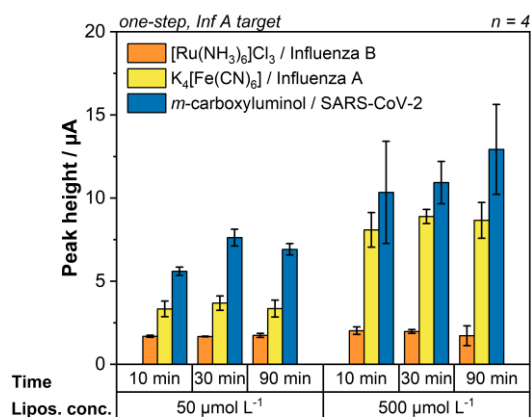 one-step, Inf A target
n = 4
[Ru(NH₃)₆]Cl₃ / Influenza B
K₄[Fe(CN)₆] / Influenza A
m-carboxyluminol / SARS-CoV-2
Peak height / µA
20
15
10
5
0
Time
10 min 30 min 90 min 10 min 30 min 90 min
Lipos. conc.
50 µmol L⁻¹ 500 µmol L⁻¹